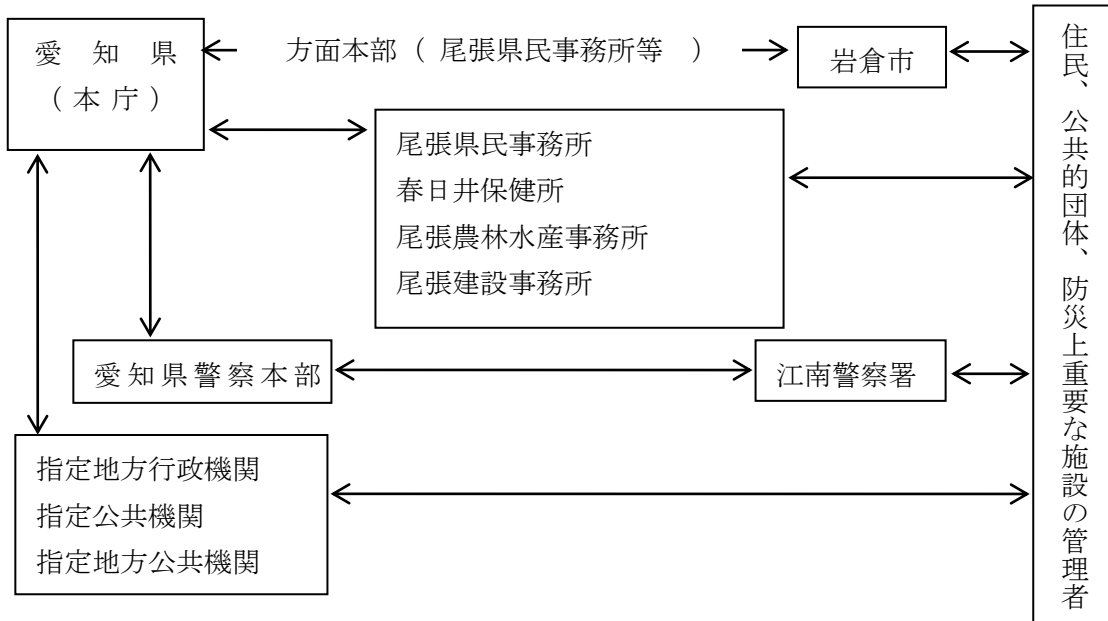 愛知県
（本庁）
方面本部（ 尾張県民事務所等 ）
岩倉市
尾張県民事務所
春日井保健所
尾張農林水産事務所
尾張建設事務所
愛知県警察本部
江南警察署
指定地方行政機関
指定公共機関
指定地方公共機関
住民、公共的団体、防災上重要な施設の管理者